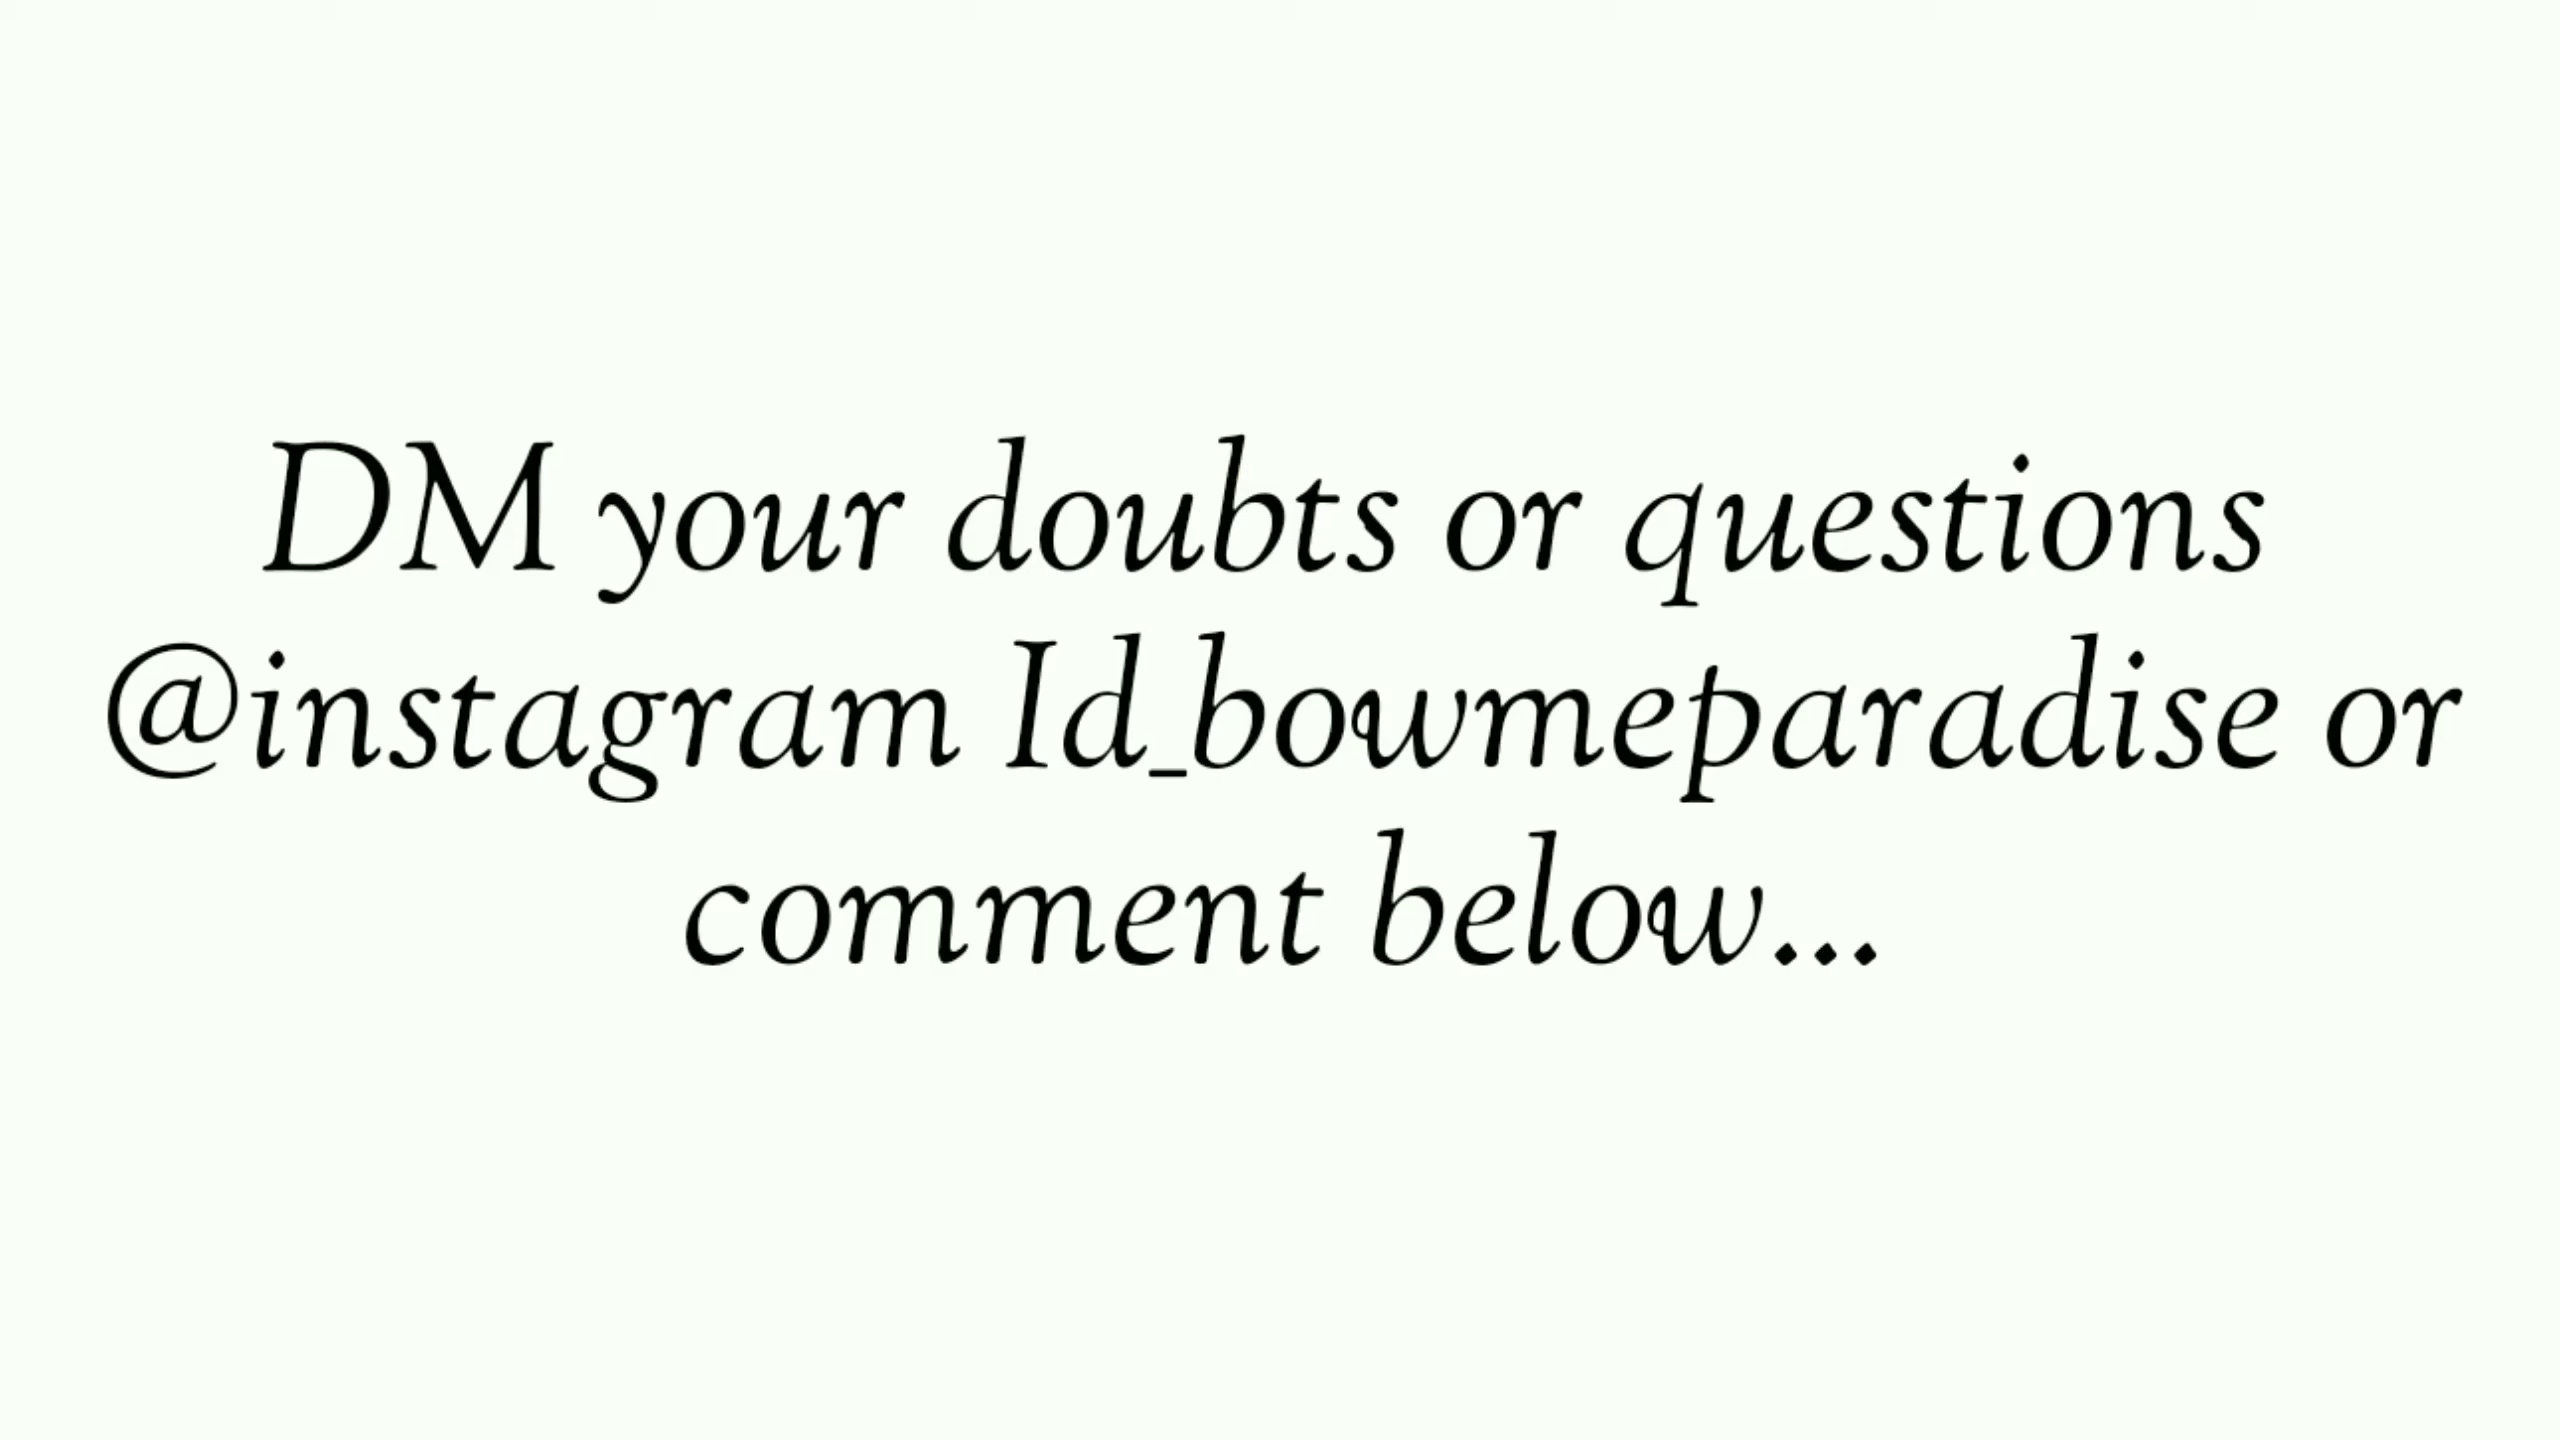 DM your doubts or questions
@instagram Id_bowmeparadise or
comment below...